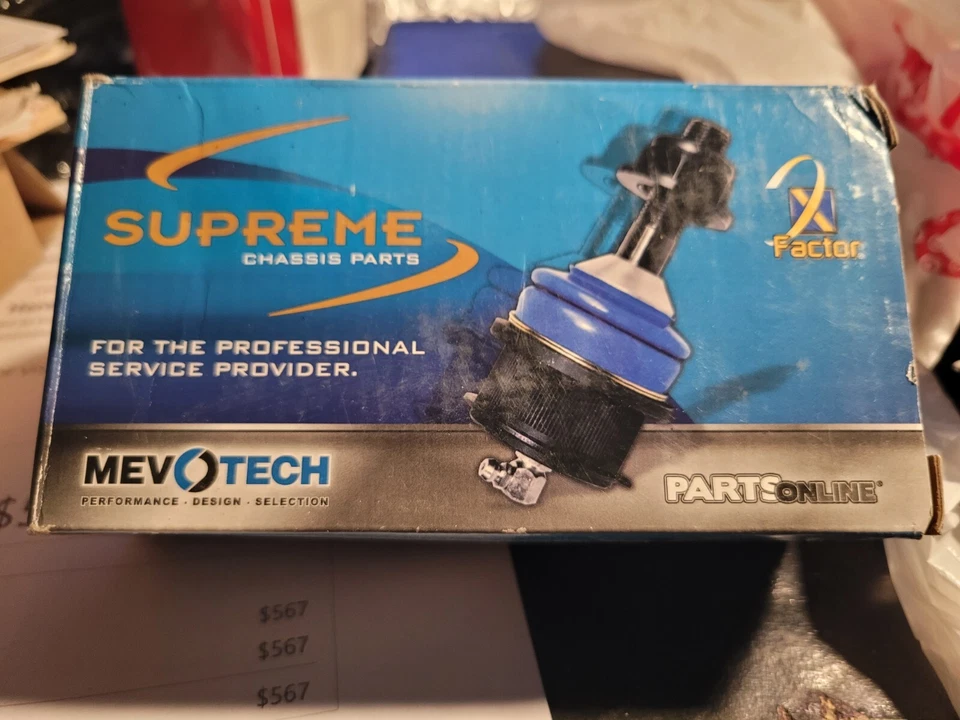 SUPREME
CHASSIS PARTS
FOR THE PROFESSIONAL
SERVICE PROVIDER.
X
Factor
MEVOTECH
PERFORMANCE · DESIGN · SELECTION
PARTSONLINE®
$567
$567
$567